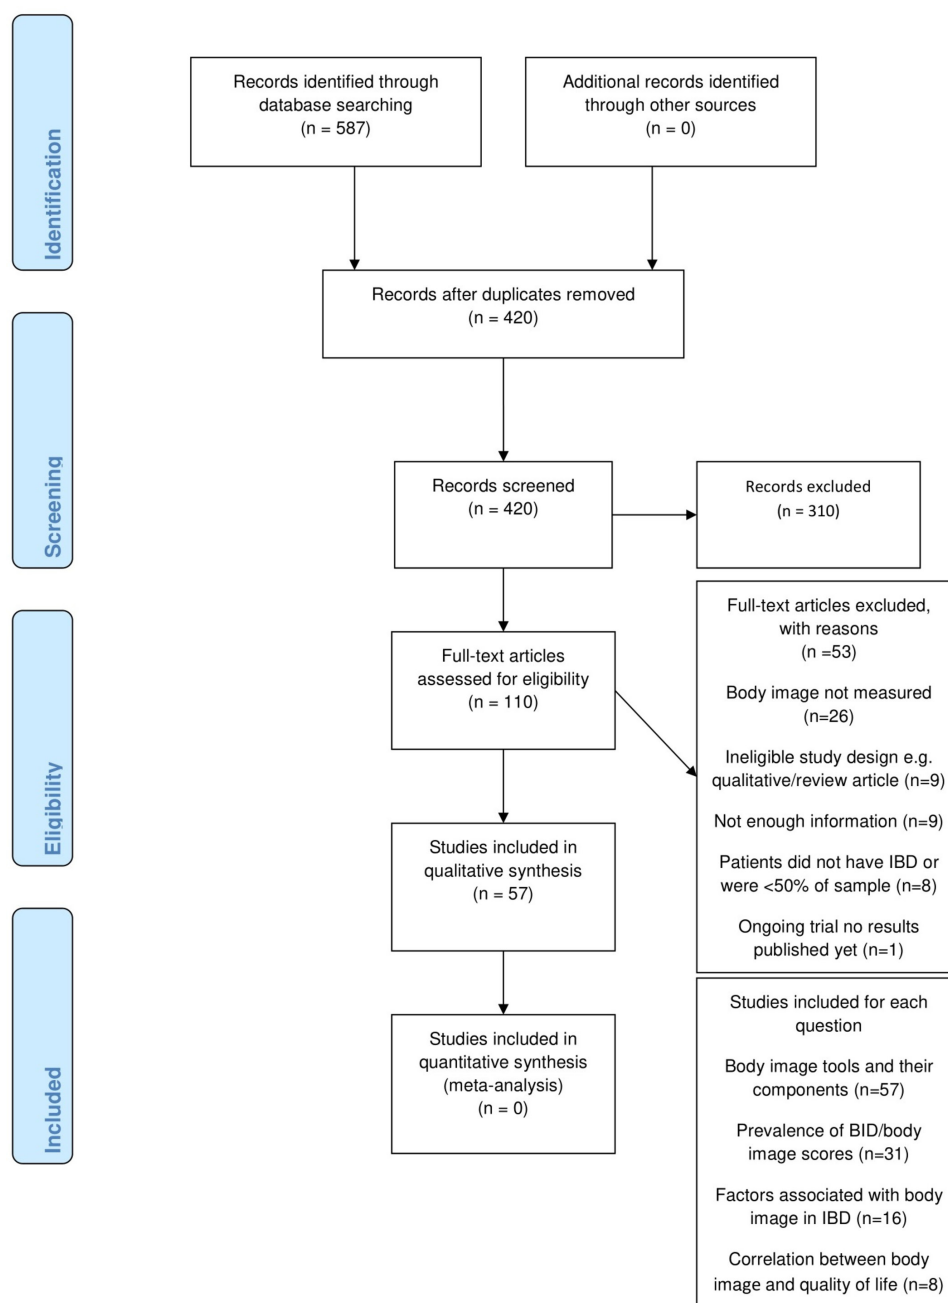 Identification
Records identified through
database searching
(n = 587)
Additional records identified
through other sources
(n = 0)
Records after duplicates removed
(n = 420)
Screening
Records screened
(n = 420)
Records excluded
(n = 310)
Eligibility
Full-text articles
assessed for eligibility
(n = 110)
Full-text articles excluded,
with reasons
(n =53)
Body image not measured
(n=26)
Ineligible study design e.g.
qualitative/review article (n=9)
Not enough information (n=9)
Patients did not have IBD or
were <50% of sample (n=8)
Ongoing trial no results
published yet (n=1)
Studies included in
qualitative synthesis
(n = 57)
Included
Studies included in
quantitative synthesis
(meta-analysis)
(n = 0)
Studies included for each
question
Body image tools and their
components (n=57)
Prevalence of BID/body
image scores (n=31)
Factors associated with body
image in IBD (n=16)
Correlation between body
image and quality of life (n=8)